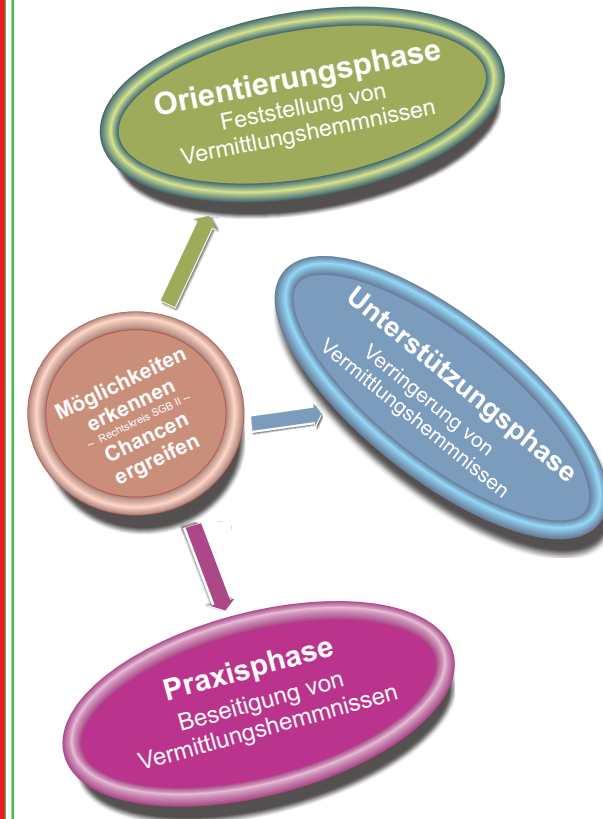 Orientierungsphase
Feststellung von
Vermittlungshemmnissen
Unterstützungsphase
Verringerung von
Vermittlungshemmnissen
Möglichkeiten
erkennen
– Rechtskreis SGB II –
Chancen
ergreifen
Praxisphase
Beseitigung von
Vermittlungshemmnissen